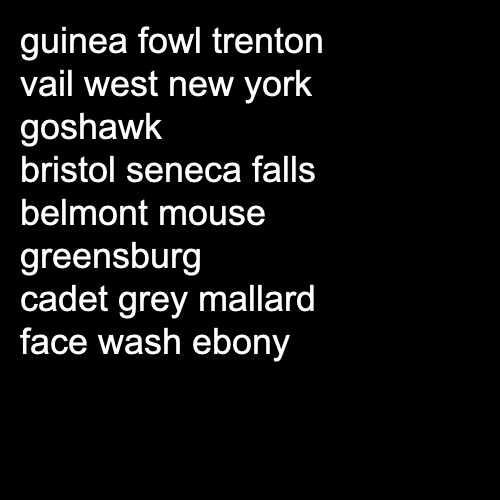 guinea fowl trenton
vail west new york
goshawk
bristol seneca falls
belmont mouse
greensburg
cadet grey mallard
face wash ebony